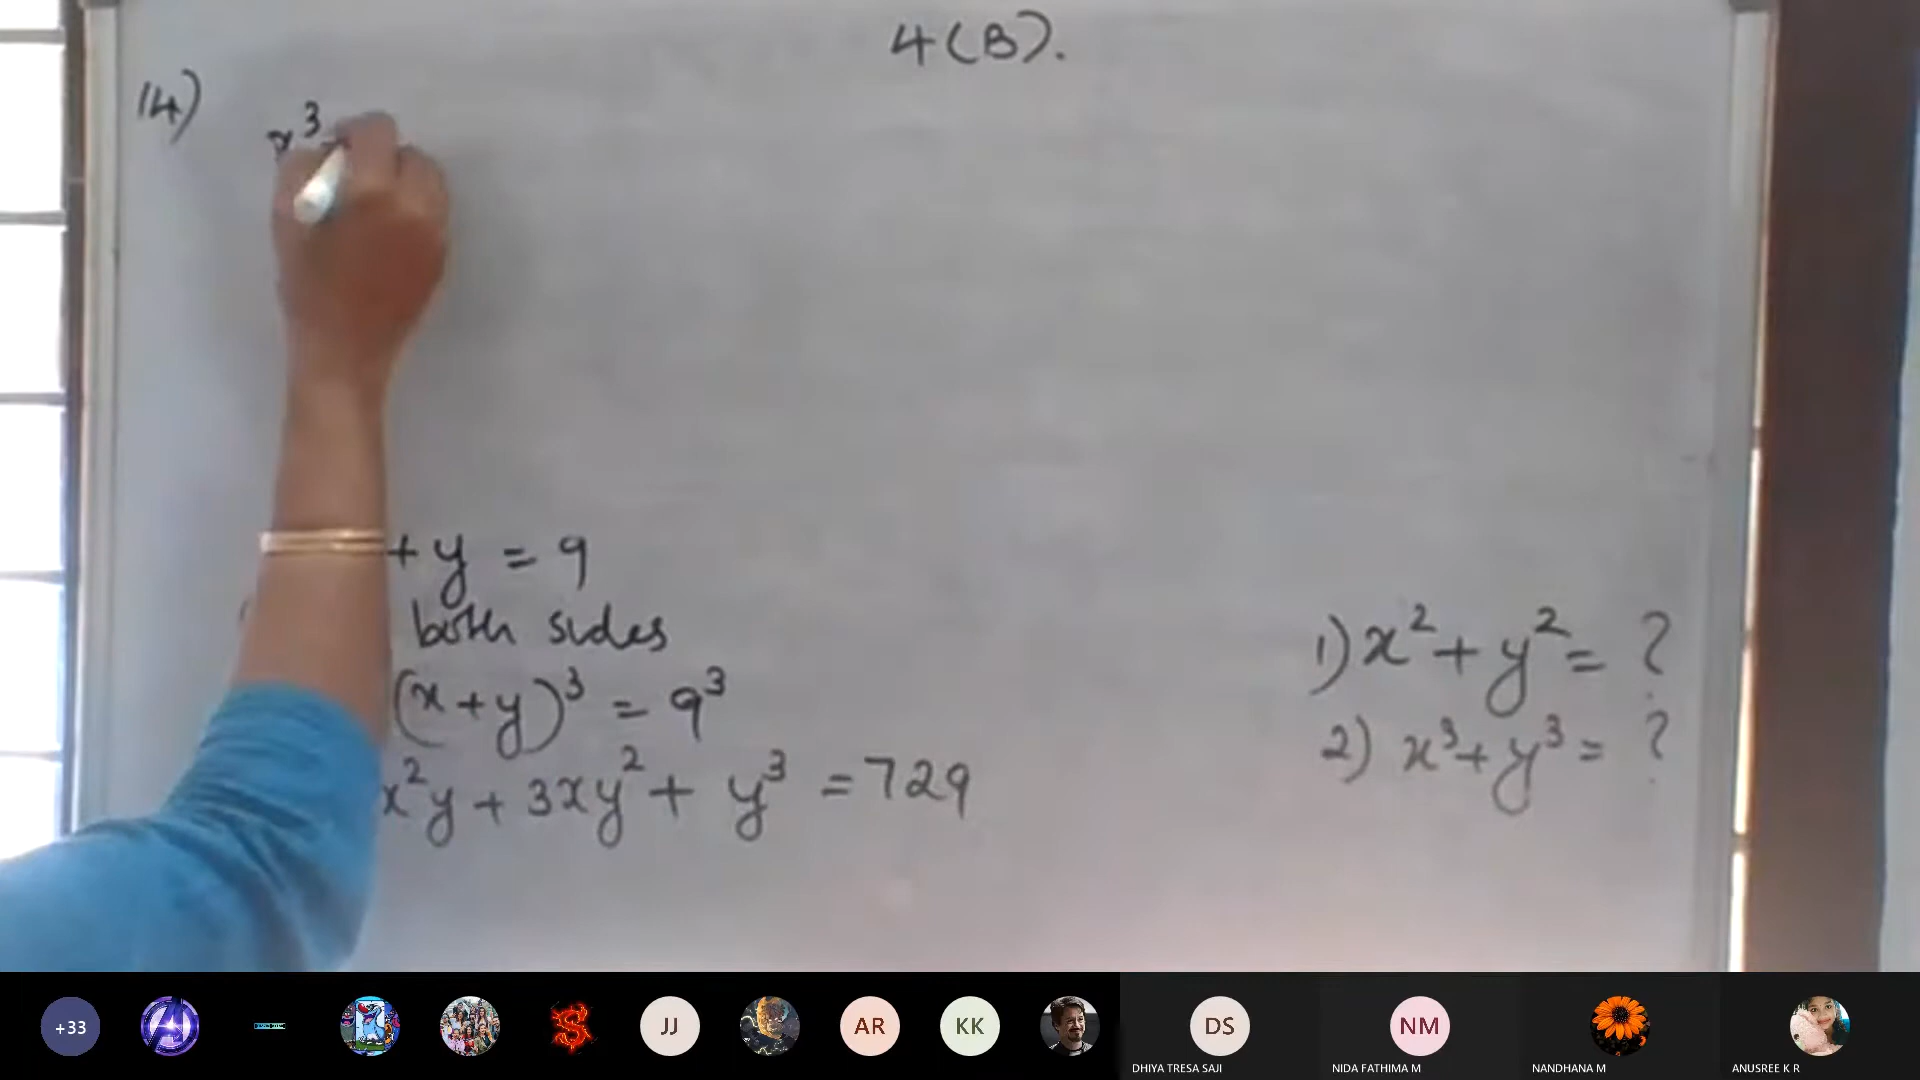 4(B).
14)
x³
+ y = 9
both sides
(x+y)³ = 9³
x²y + 3xy² + y³ = 729
1) x² + y² = ?
2) x³ + y³ = ?
+33
JJ
AR
KK
DS
NM
DHIYA TRESA SAJI
NIDA FATHIMA M
NANDHANA M
ANUSREE K R